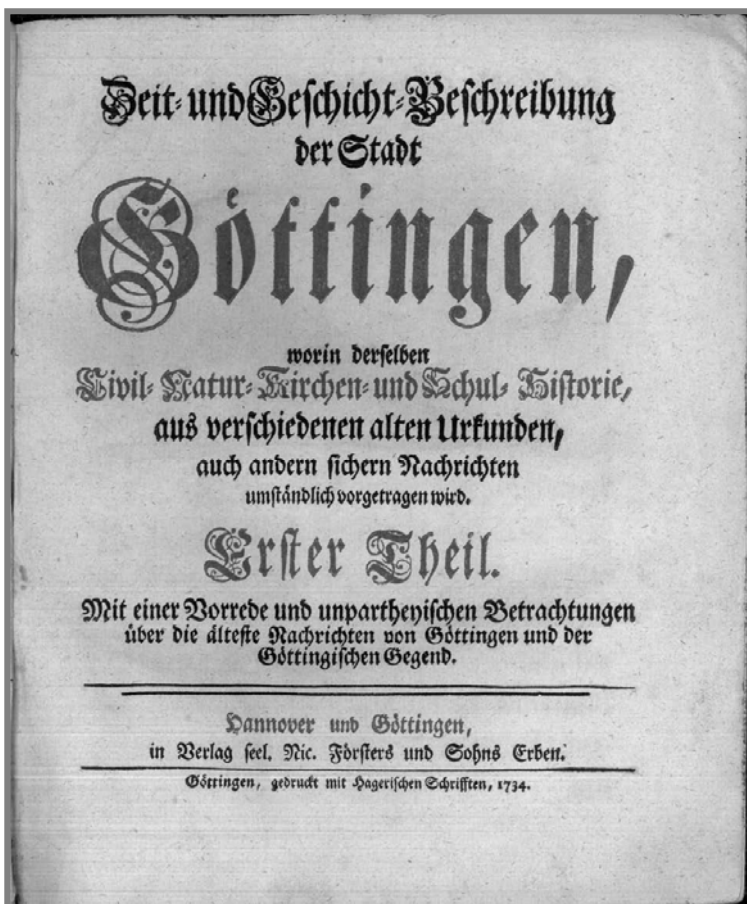 Zeit- und Geschicht-Beschreibung
der Stadt
Göttingen,
worin derselben
Civil- Natur- Kirchen- und Schul- Historie,
aus verschiedenen alten Urkunden,
auch andern sichern Nachrichten
umständlich vorgetragen wird.
Erster Theil.
Mit einer Vorrede und unpartheyischen Betrachtungen
über die älteste Nachrichten von Göttingen und der
Göttingischen Gegend.
Hannover und Göttingen,
in Verlag seel. Nic. Försters und Sohns Erben.
Göttingen, gedruckt mit Hagerischen Schrifften, 1734.